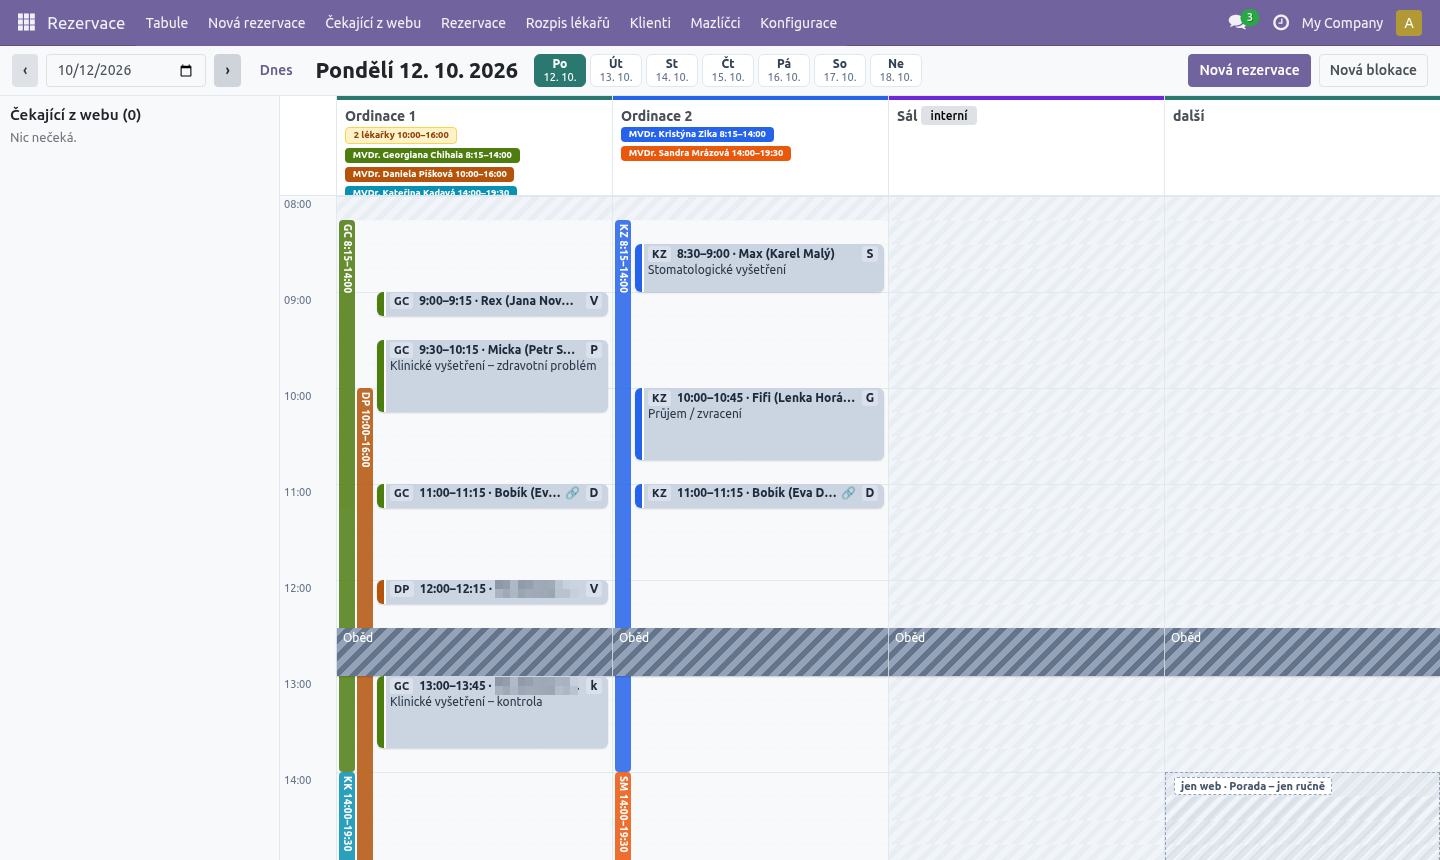 Rezervace Tabule Nová rezervace Čekající z webu Rezervace Rozpis lékařů Klienti Mazlíčci Konfigurace 3 My Company A
‹ 10/12/2026 › Dnes Pondělí 12. 10. 2026 Po 12. 10. Út 13. 10. St 14. 10. Čt 15. 10. Pá 16. 10. So 17. 10. Ne 18. 10. Nová rezervace Nová blokace
Čekající z webu (0)
Nic nečeká.
Ordinace 1
2 lékařky 10:00–16:00
MVDr. Georgiana Chihaia 8:15–14:00
MVDr. Daniela Píšková 10:00–16:00
MVDr. Kateřina Kadavá 14:00–19:30
Ordinace 2
MVDr. Kristýna Zika 8:15–14:00
MVDr. Sandra Mrázová 14:00–19:30
Sál interní
další
08:00
09:00
10:00
11:00
12:00
13:00
14:00
GC 8:15–14:00
DP 10:00–16:00
KK 14:00–19:30
GC 9:00–9:15 · Rex (Jana Nov… V
GC 9:30–10:15 · Micka (Petr S… P
Klinické vyšetření – zdravotní problém
GC 11:00–11:15 · Bobík (Ev… 🔗 D
DP 12:00–12:15 · V
Oběd
GC 13:00–13:45 · k
Klinické vyšetření – kontrola
KZ 8:15–14:00
SM 14:00–19:30
KZ 8:30–9:00 · Max (Karel Malý) S
Stomatologické vyšetření
KZ 10:00–10:45 · Fifi (Lenka Horá… G
Průjem / zvracení
KZ 11:00–11:15 · Bobík (Eva D… 🔗 D
Oběd
Oběd
Oběd
jen web · Porada – jen ručně